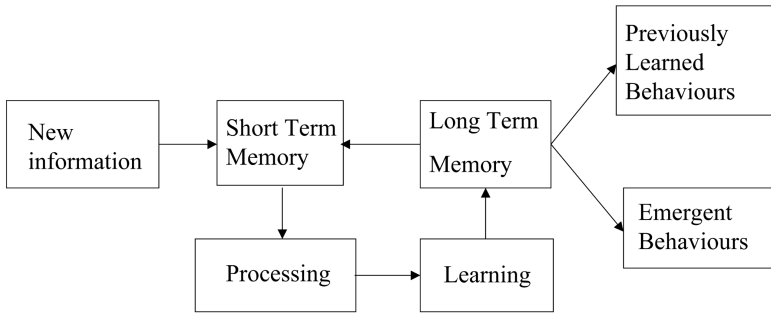 New
information
Short Term
Memory
Long Term
Memory
Previously
Learned
Behaviours
Emergent
Behaviours
Processing
Learning